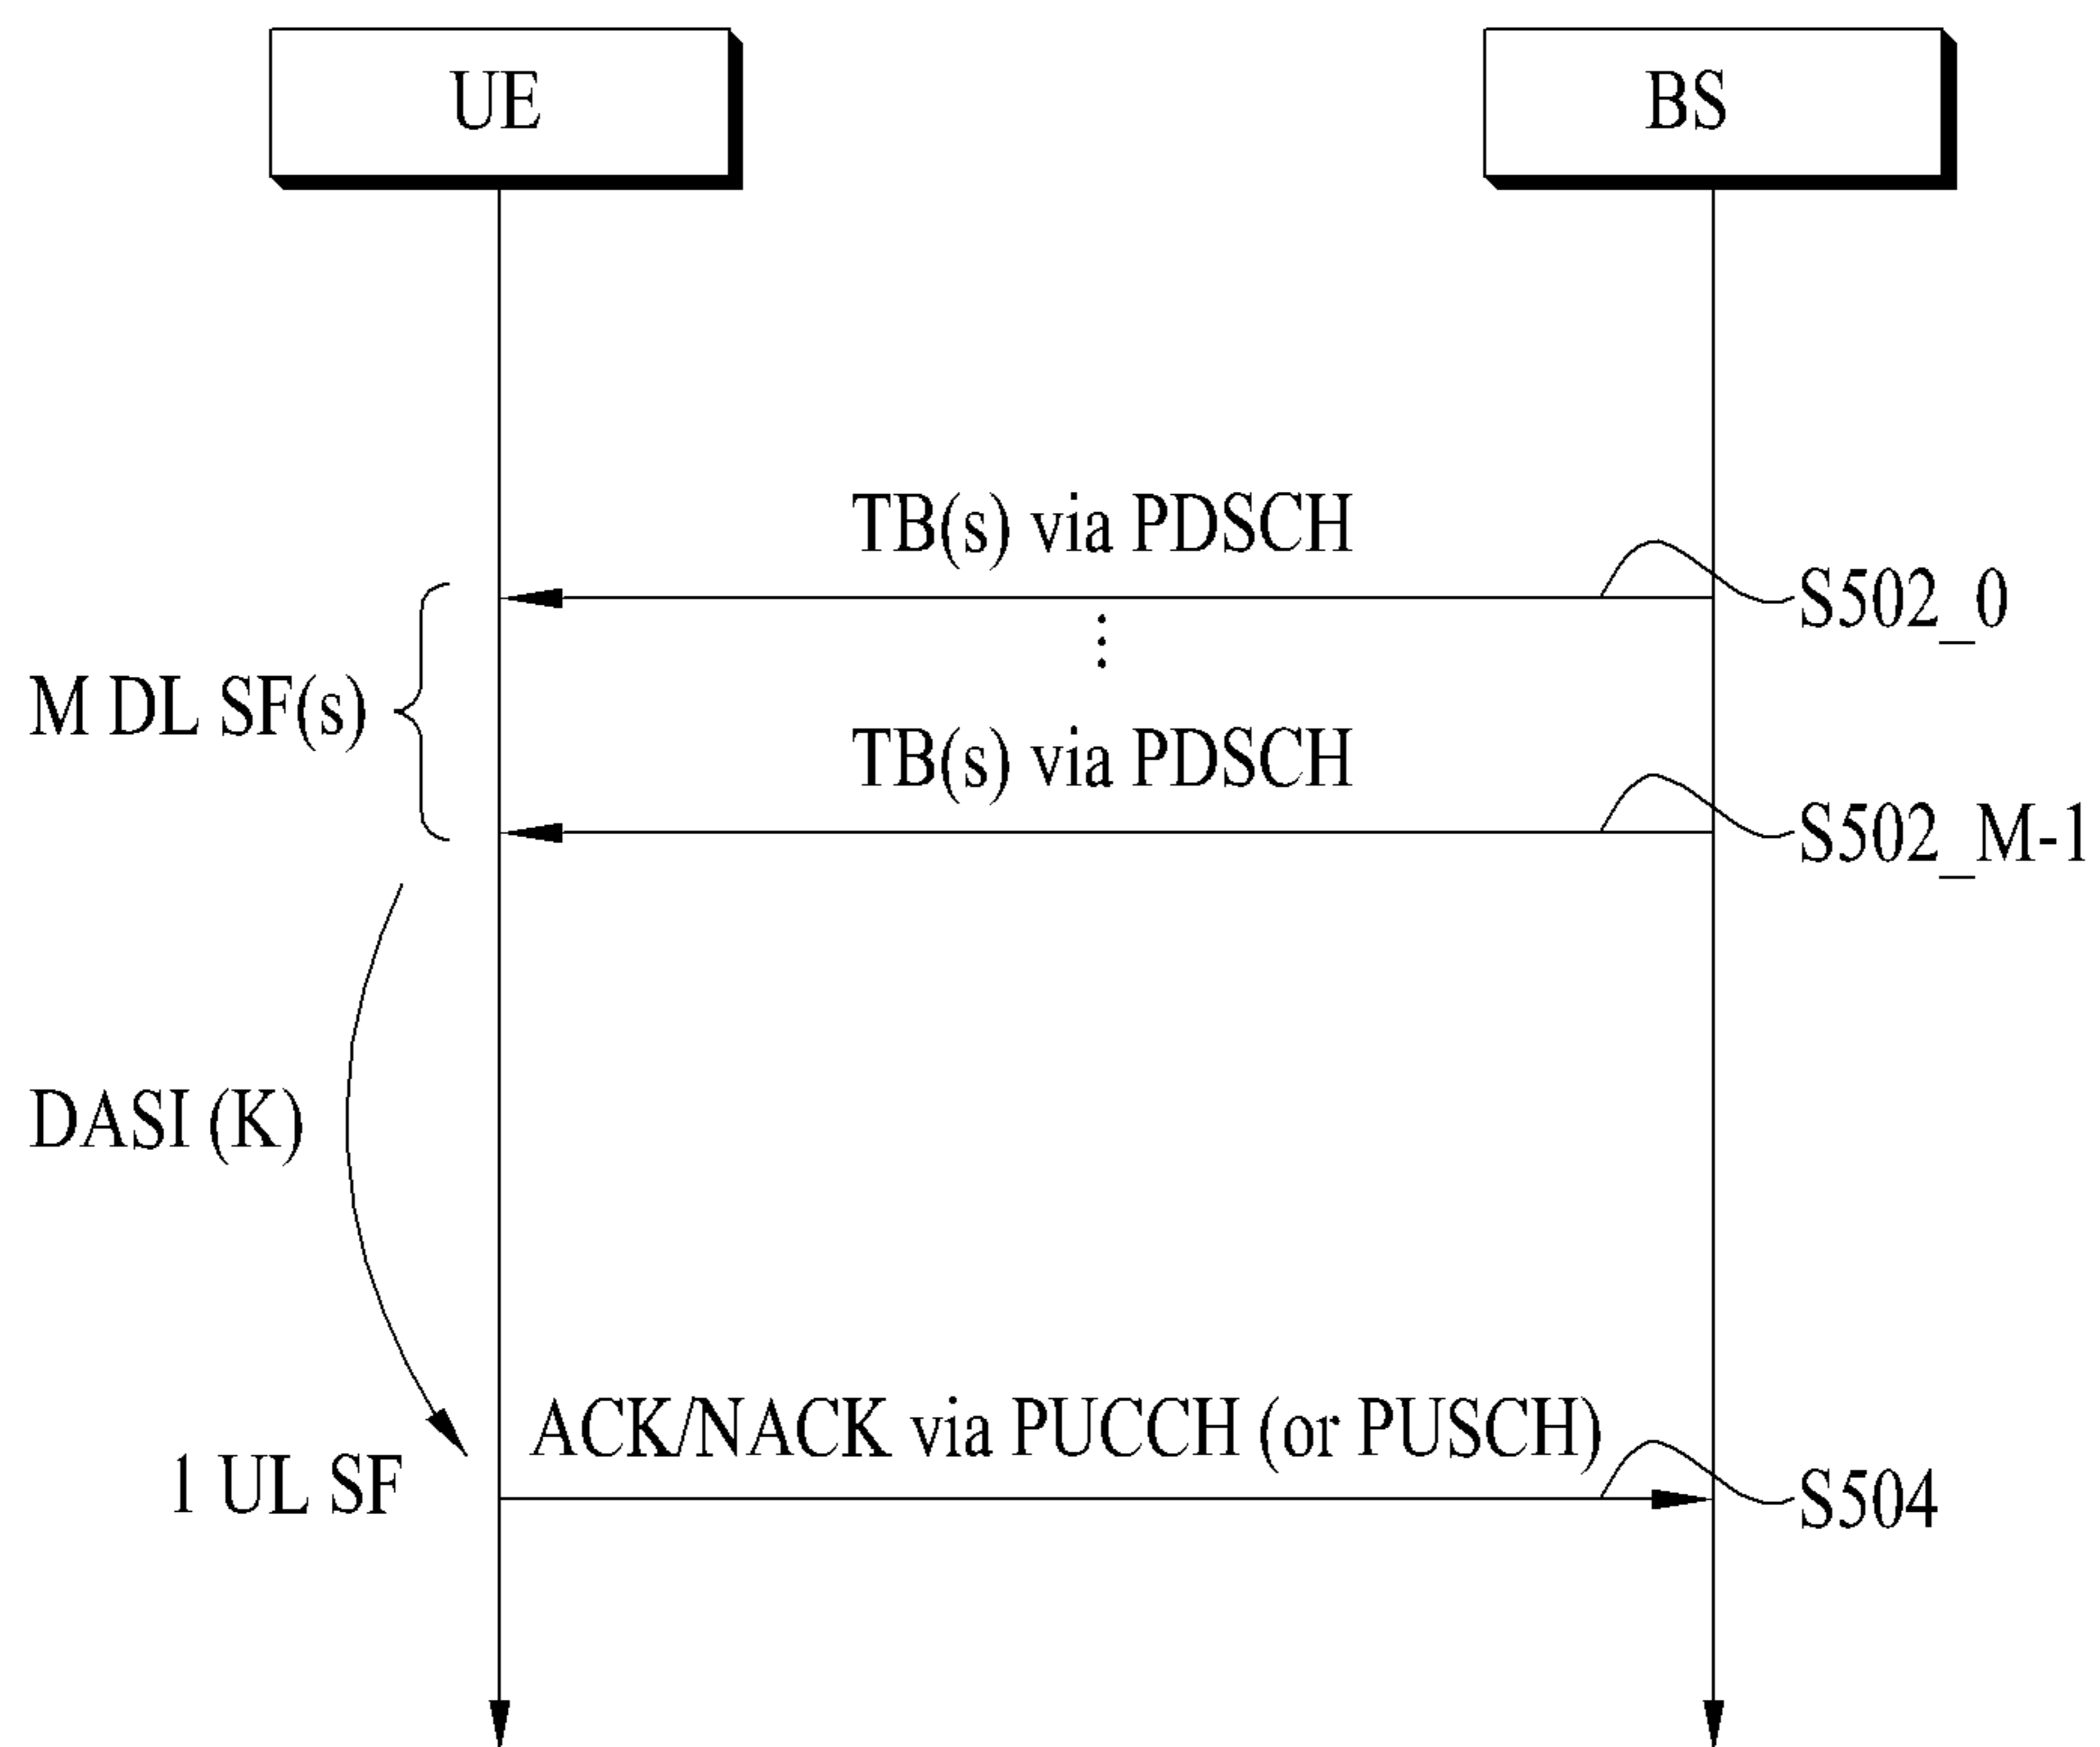 UE
BS
TB(s) via PDSCH
S502_0
M DL SF(s)
TB(s) via PDSCH
S502_M-1
DASI (K)
ACK/NACK via PUCCH (or PUSCH)
1 UL SF
S504